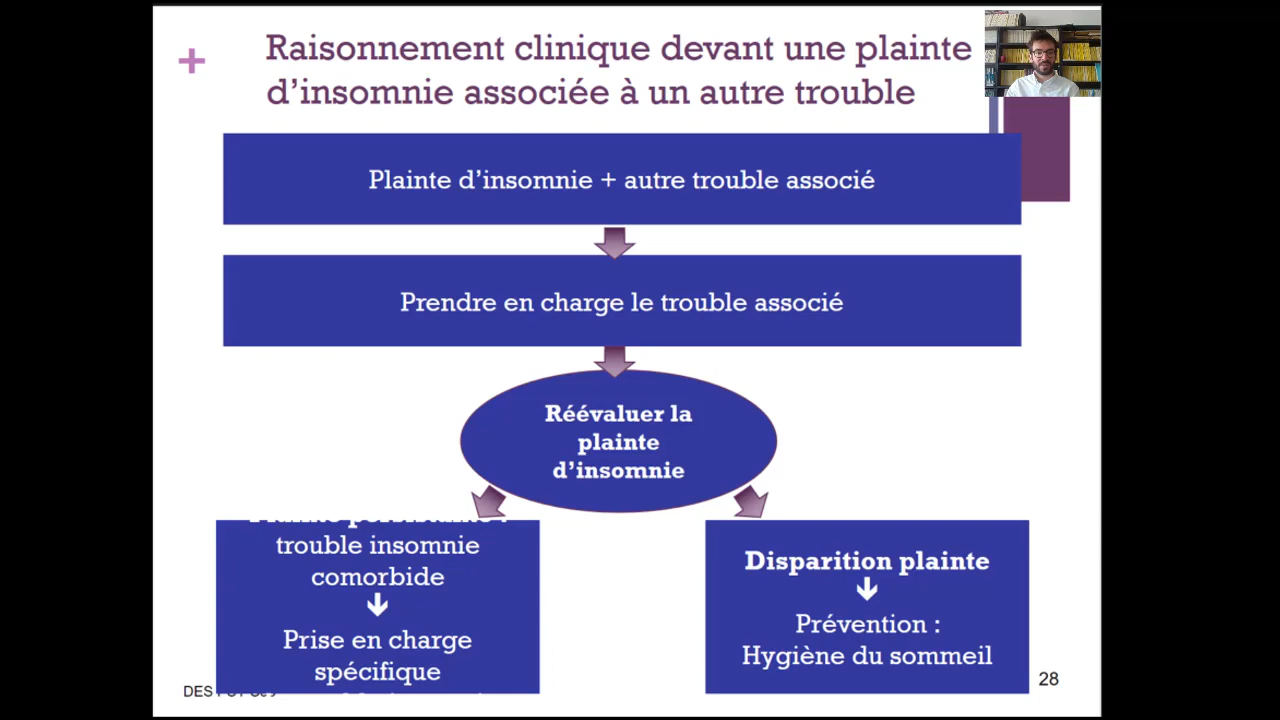 +
Raisonnement clinique devant une plainte
d'insomnie associée à un autre trouble
Plainte d'insomnie + autre trouble associé
Prendre en charge le trouble associé
Réévaluer la
plainte
d'insomnie
trouble insomnie
comorbide
Prise en charge
spécifique
Disparition plainte
Prévention :
Hygiène du sommeil
DES
28